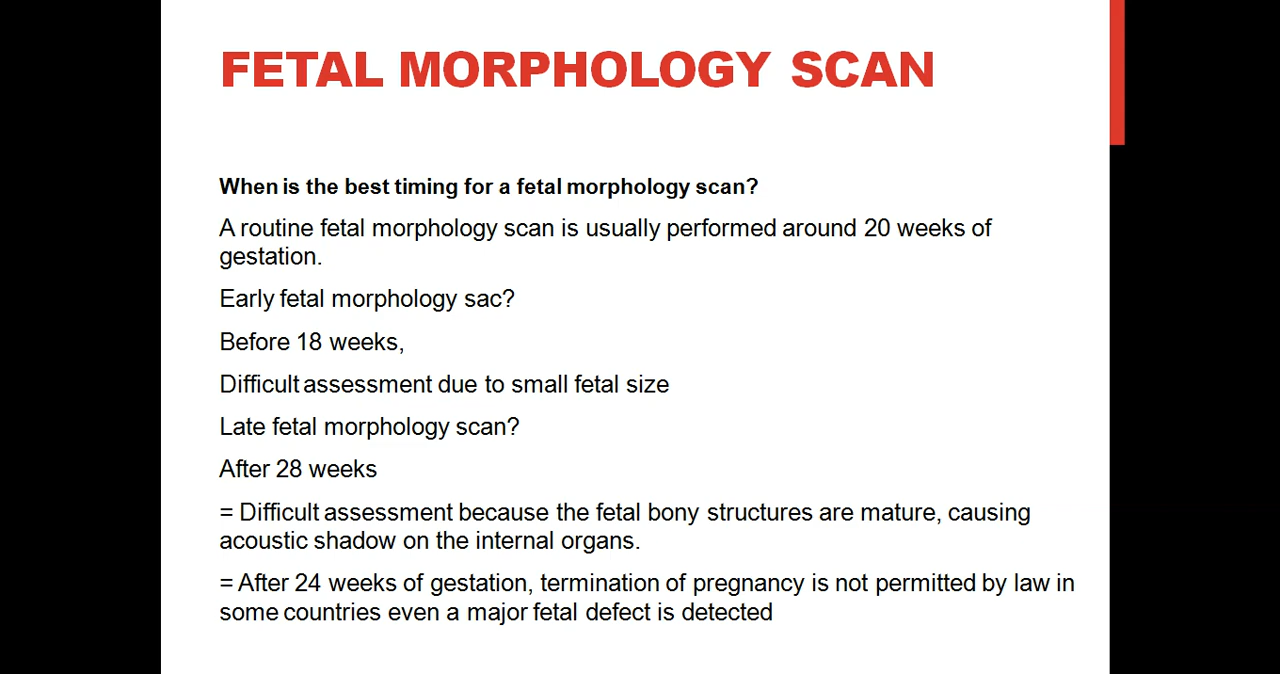 FETAL MORPHOLOGY SCAN
When is the best timing for a fetal morphology scan?
A routine fetal morphology scan is usually performed around 20 weeks of
gestation.
Early fetal morphology sac?
Before 18 weeks,
Difficult assessment due to small fetal size
Late fetal morphology scan?
After 28 weeks
= Difficult assessment because the fetal bony structures are mature, causing
acoustic shadow on the internal organs.
= After 24 weeks of gestation, termination of pregnancy is not permitted by law in
some countries even a major fetal defect is detected